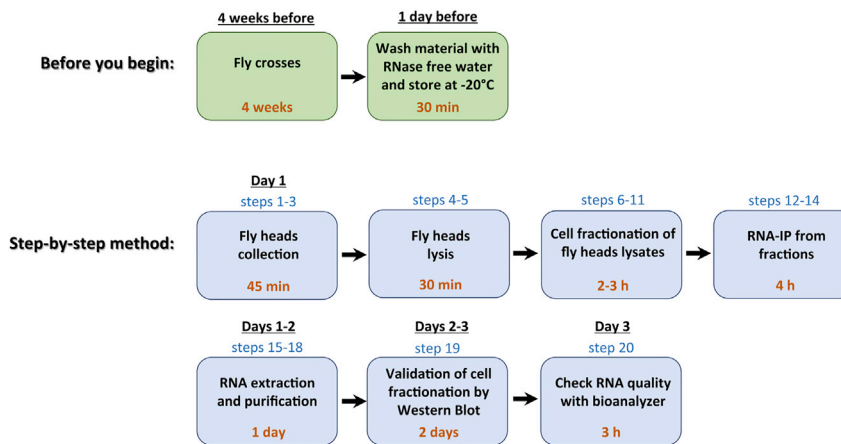 4 weeks before
1 day before
Before you begin:
Fly crosses
4 weeks
Wash material with
RNase free water
and store at -20°C
30 min
Day 1
Step-by-step method:
steps 1-3
Fly heads
collection
45 min
steps 4-5
Fly heads
lysis
30 min
steps 6-11
Cell fractionation of
fly heads lysates
2-3 h
steps 12-14
RNA-IP from
fractions
4 h
Days 1-2
steps 15-18
RNA extraction
and purification
1 day
Days 2-3
step 19
Validation of cell
fractionation by
Western Blot
2 days
Day 3
step 20
Check RNA quality
with bioanalyzer
3 h